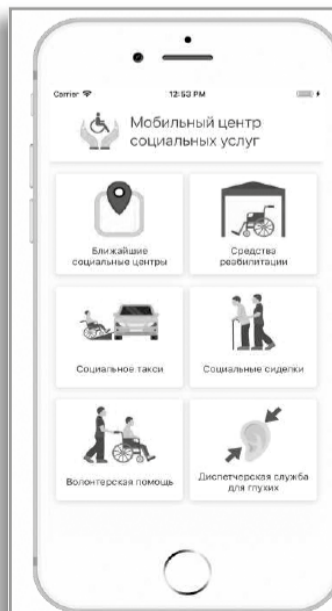 Carrier
12:53 PM
Мобильный центр
социальных услуг
Ближайшие
социальные центры
Средства
реабилитации
Социальное такси
Социальные сиделки
Волонтерская помощь
Диспетчерская служба
для глухих